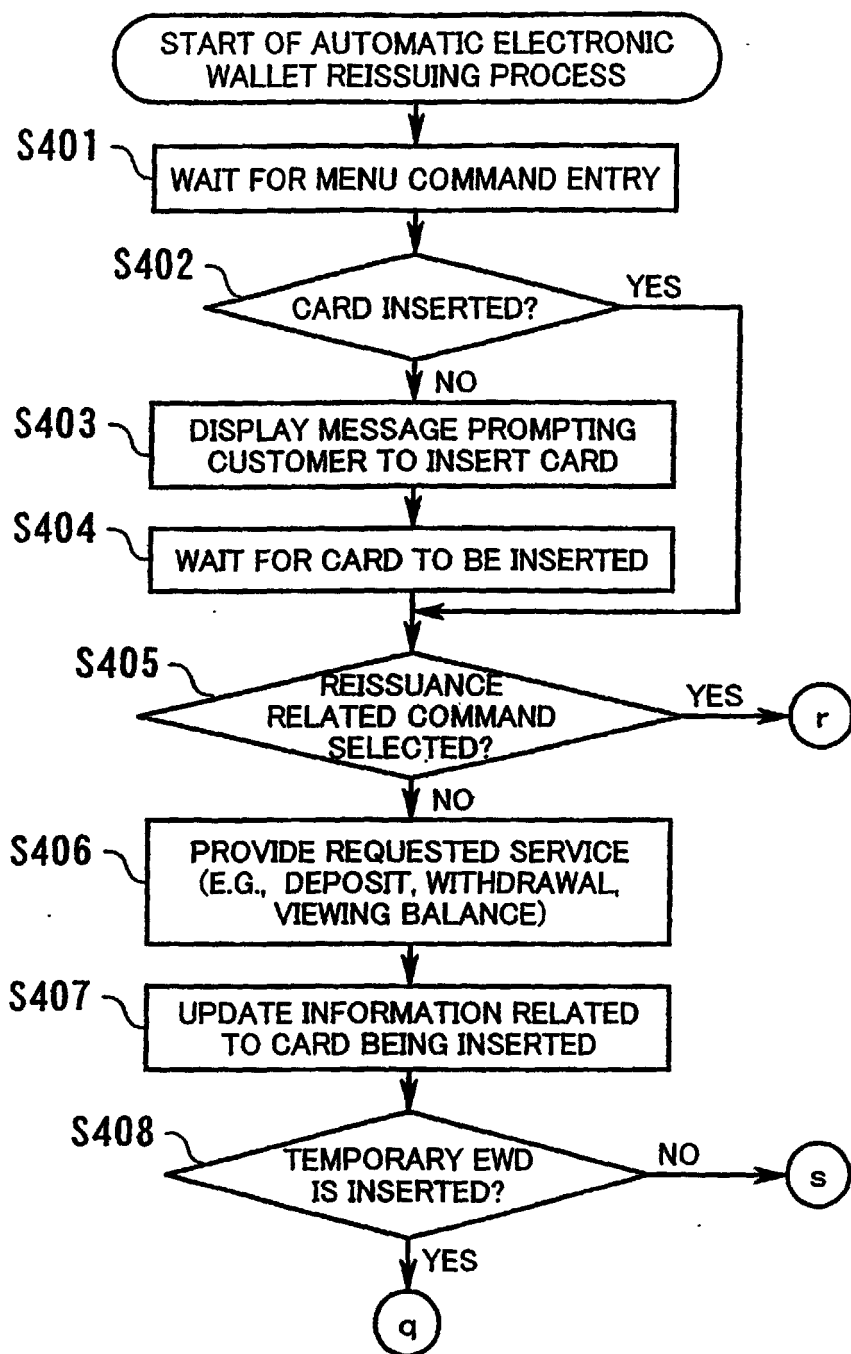 START OF AUTOMATIC ELECTRONIC
WALLET REISSUING PROCESS
S401
WAIT FOR MENU COMMAND ENTRY
S402
CARD INSERTED?
YES
NO
S403
DISPLAY MESSAGE PROMPTING
CUSTOMER TO INSERT CARD
S404
WAIT FOR CARD TO BE INSERTED
S405
REISSUANCE
RELATED COMMAND
SELECTED?
YES
r
NO
S406
PROVIDE REQUESTED SERVICE
(E.G., DEPOSIT, WITHDRAWAL,
VIEWING BALANCE)
S407
UPDATE INFORMATION RELATED
TO CARD BEING INSERTED
S408
TEMPORARY EWD
IS INSERTED?
NO
s
YES
q